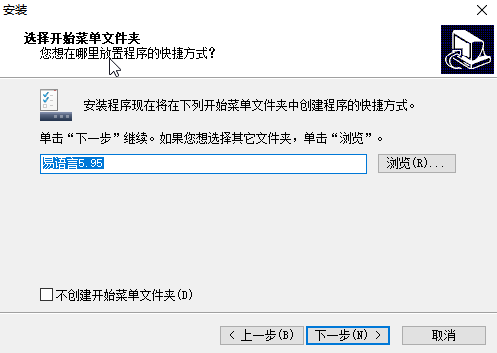 安装
选择开始菜单文件夹
您想在哪里放置程序的快捷方式?
安装程序现在将在下列开始菜单文件夹中创建程序的快捷方式。
单击“下一步”继续。如果您想选择其它文件夹，单击“浏览”。
易语言5.95
浏览(R)...
不创建开始菜单文件夹(D)
< 上一步(B)
下一步(N) >
取消